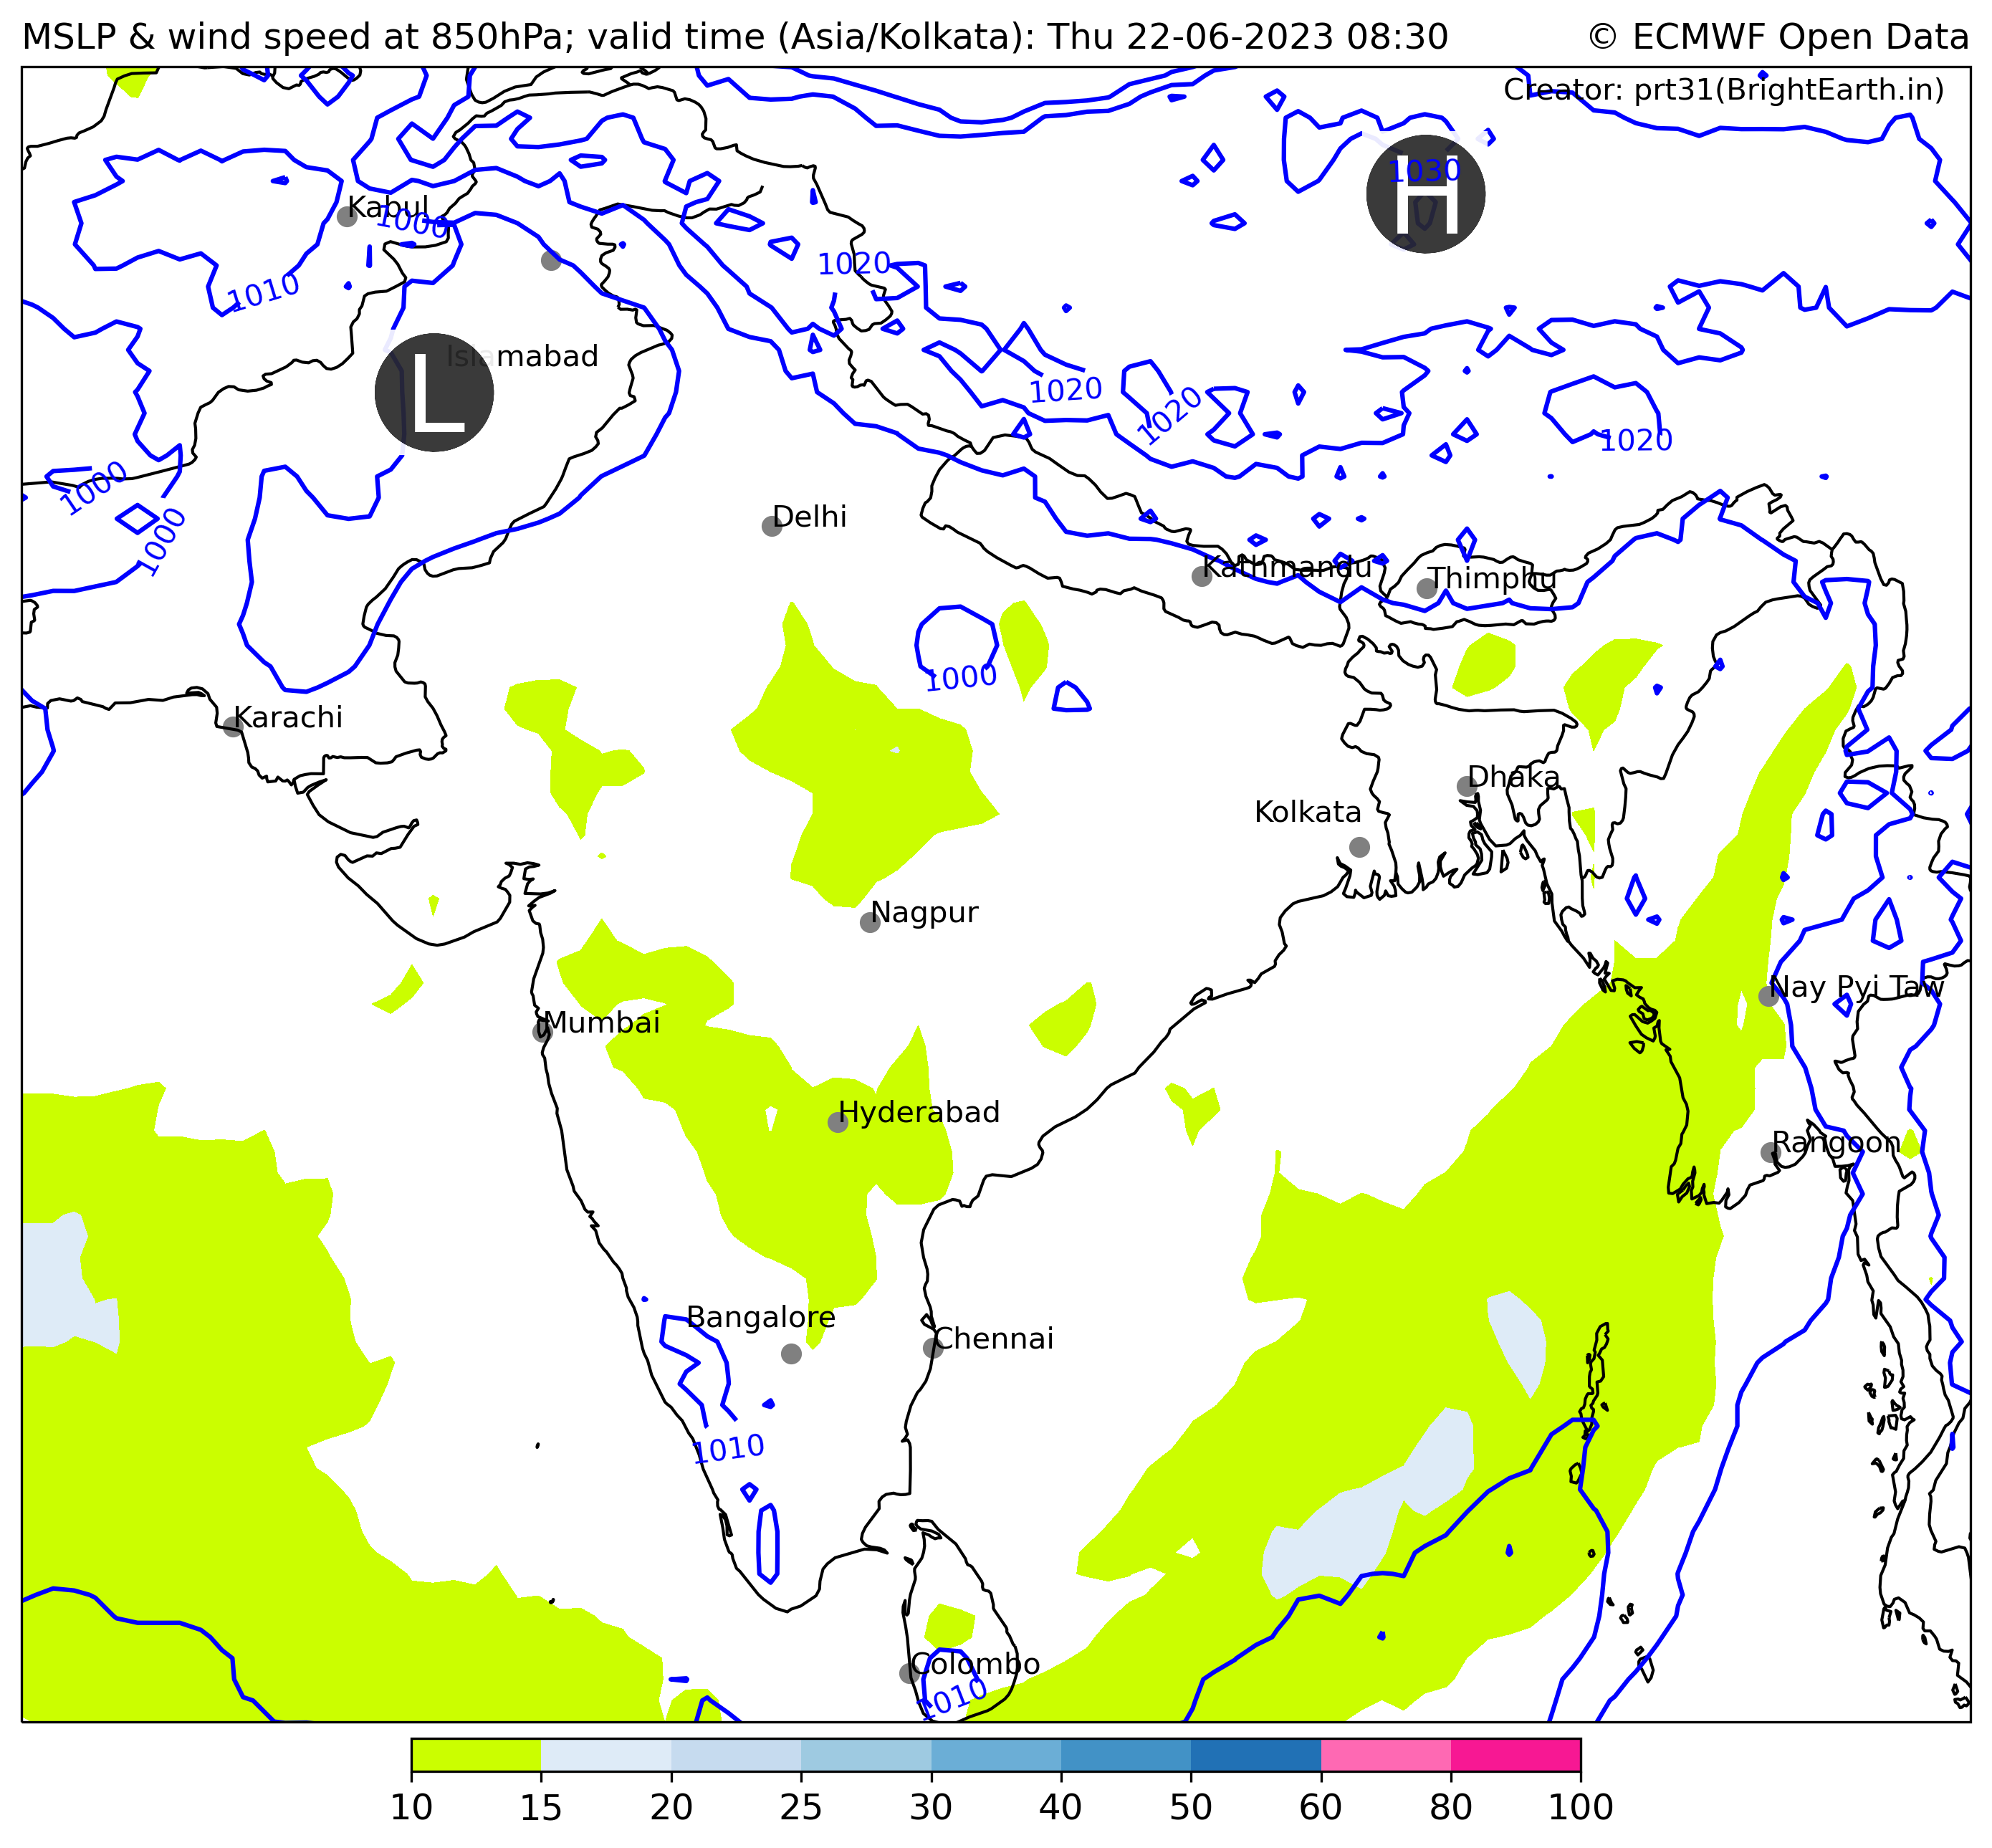 MSLP & wind speed at 850hPa; valid time (Asia/Kolkata): Thu 22-06-2023 08:30
© ECMWF Open Data
Creator: prt31(BrightEarth.in)
H
1030
Kabul
1000
1020
1010
Islamabad
L
1020
1020
1020
1000
1000
Delhi
Kathmandu
Thimphu
1000
Karachi
Dhaka
Kolkata
Nagpur
Nay Pyi Taw
Mumbai
Hyderabad
Rangoon
Bangalore
Chennai
1010
Colombo
1010
10 15 20 25 30 40 50 60 80 100